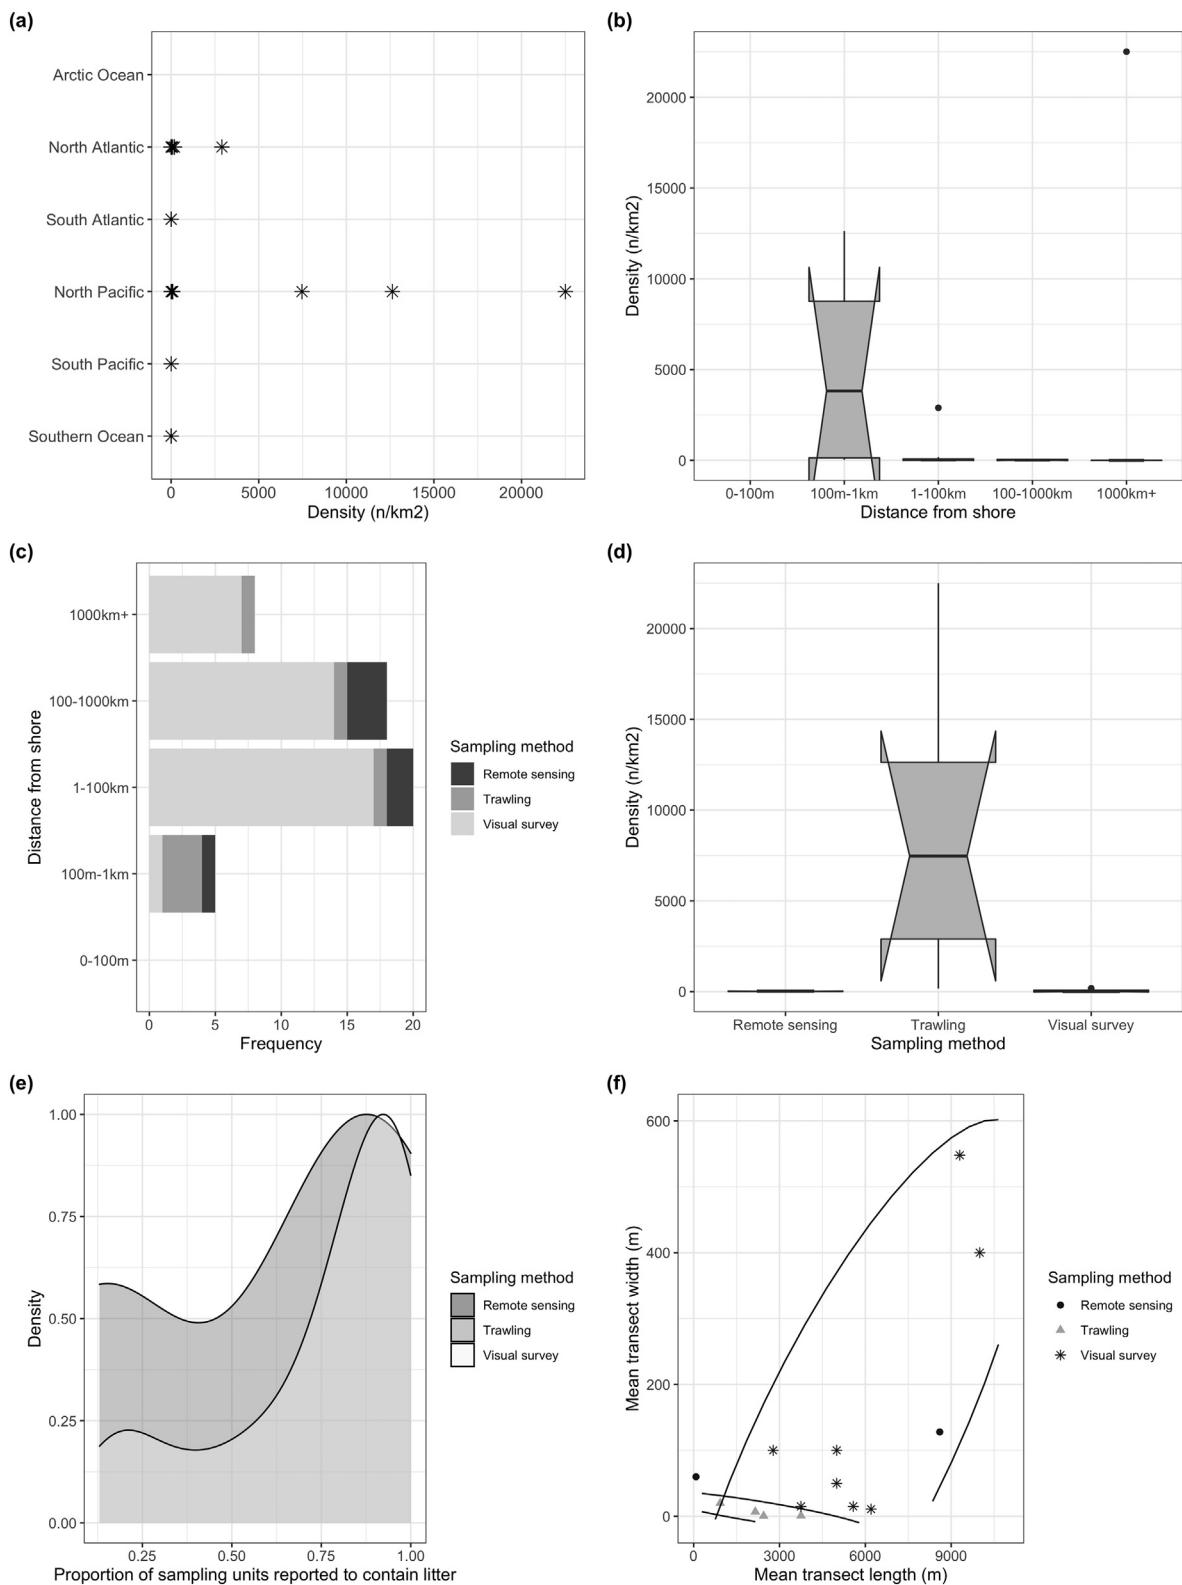 (a)
Arctic Ocean
North Atlantic
South Atlantic
North Pacific
South Pacific
Southern Ocean
0 5000 10000 15000 20000
Density (n/km2)
(b)
Density (n/km2)
20000
15000
10000
5000
0
0-100m 100m-1km 1-100km 100-1000km 1000km+
Distance from shore
(c)
Distance from shore
1000km+
100-1000km
1-100km
100m-1km
0-100m
0 5 10 15 20
Frequency
Sampling method
Remote sensing
Trawling
Visual survey
(d)
Density (n/km2)
20000
15000
10000
5000
0
Remote sensing Trawling Visual survey
Sampling method
(e)
Density
1.00
0.75
0.50
0.25
0.00
0.25 0.50 0.75 1.00
Proportion of sampling units reported to contain litter
Sampling method
Remote sensing
Trawling
Visual survey
(f)
Mean transect width (m)
600
400
200
0
0 3000 6000 9000
Mean transect length (m)
Sampling method
Remote sensing
Trawling
Visual survey